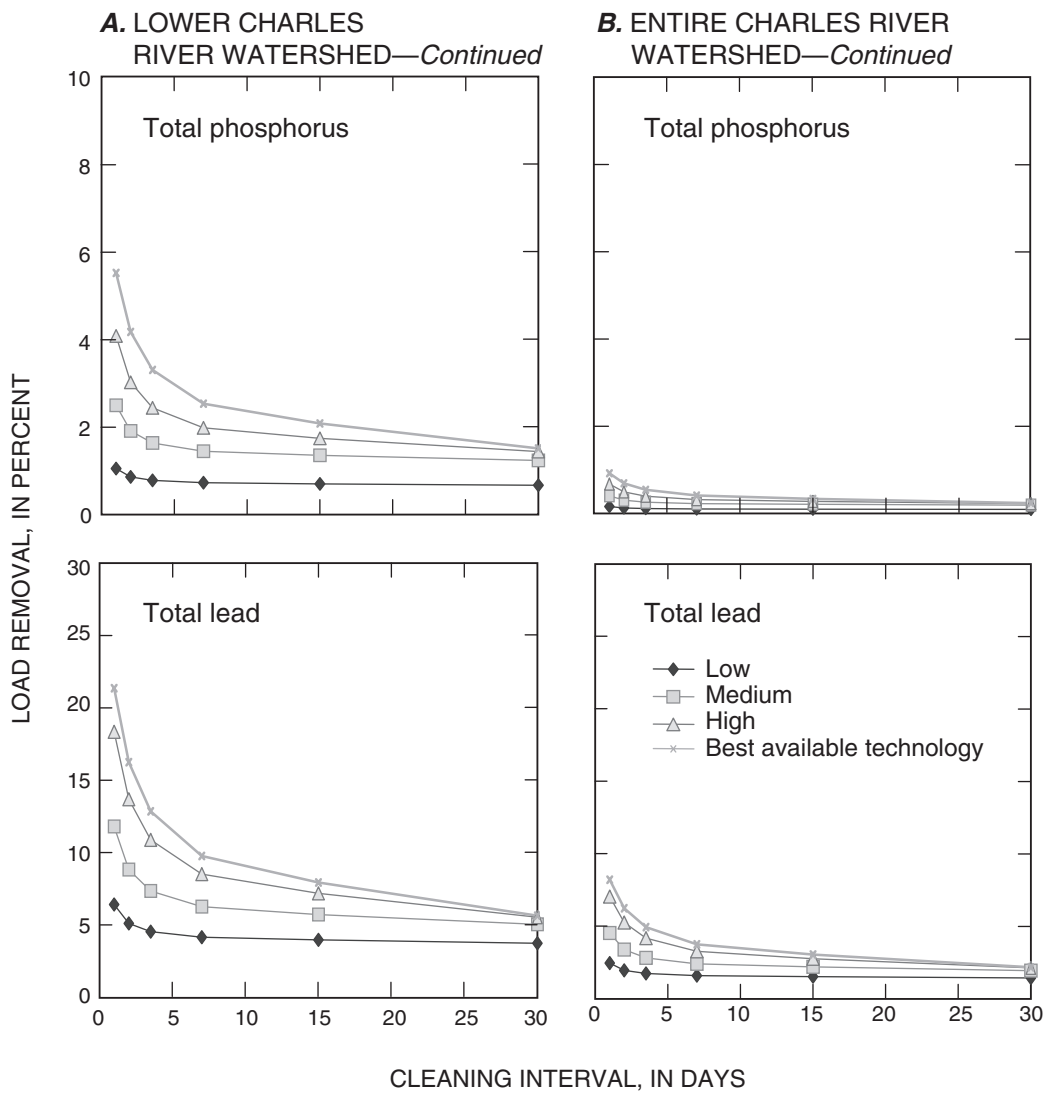 A. LOWER CHARLES
RIVER WATERSHED—Continued
B. ENTIRE CHARLES RIVER
WATERSHED—Continued
LOAD REMOVAL, IN PERCENT
10
8
6
4
2
0
Total phosphorus
Total phosphorus
30
25
20
15
10
5
0
Total lead
0 5 10 15 20 25 30
Total lead
Low
Medium
High
Best available technology
0 5 10 15 20 25 30
CLEANING INTERVAL, IN DAYS